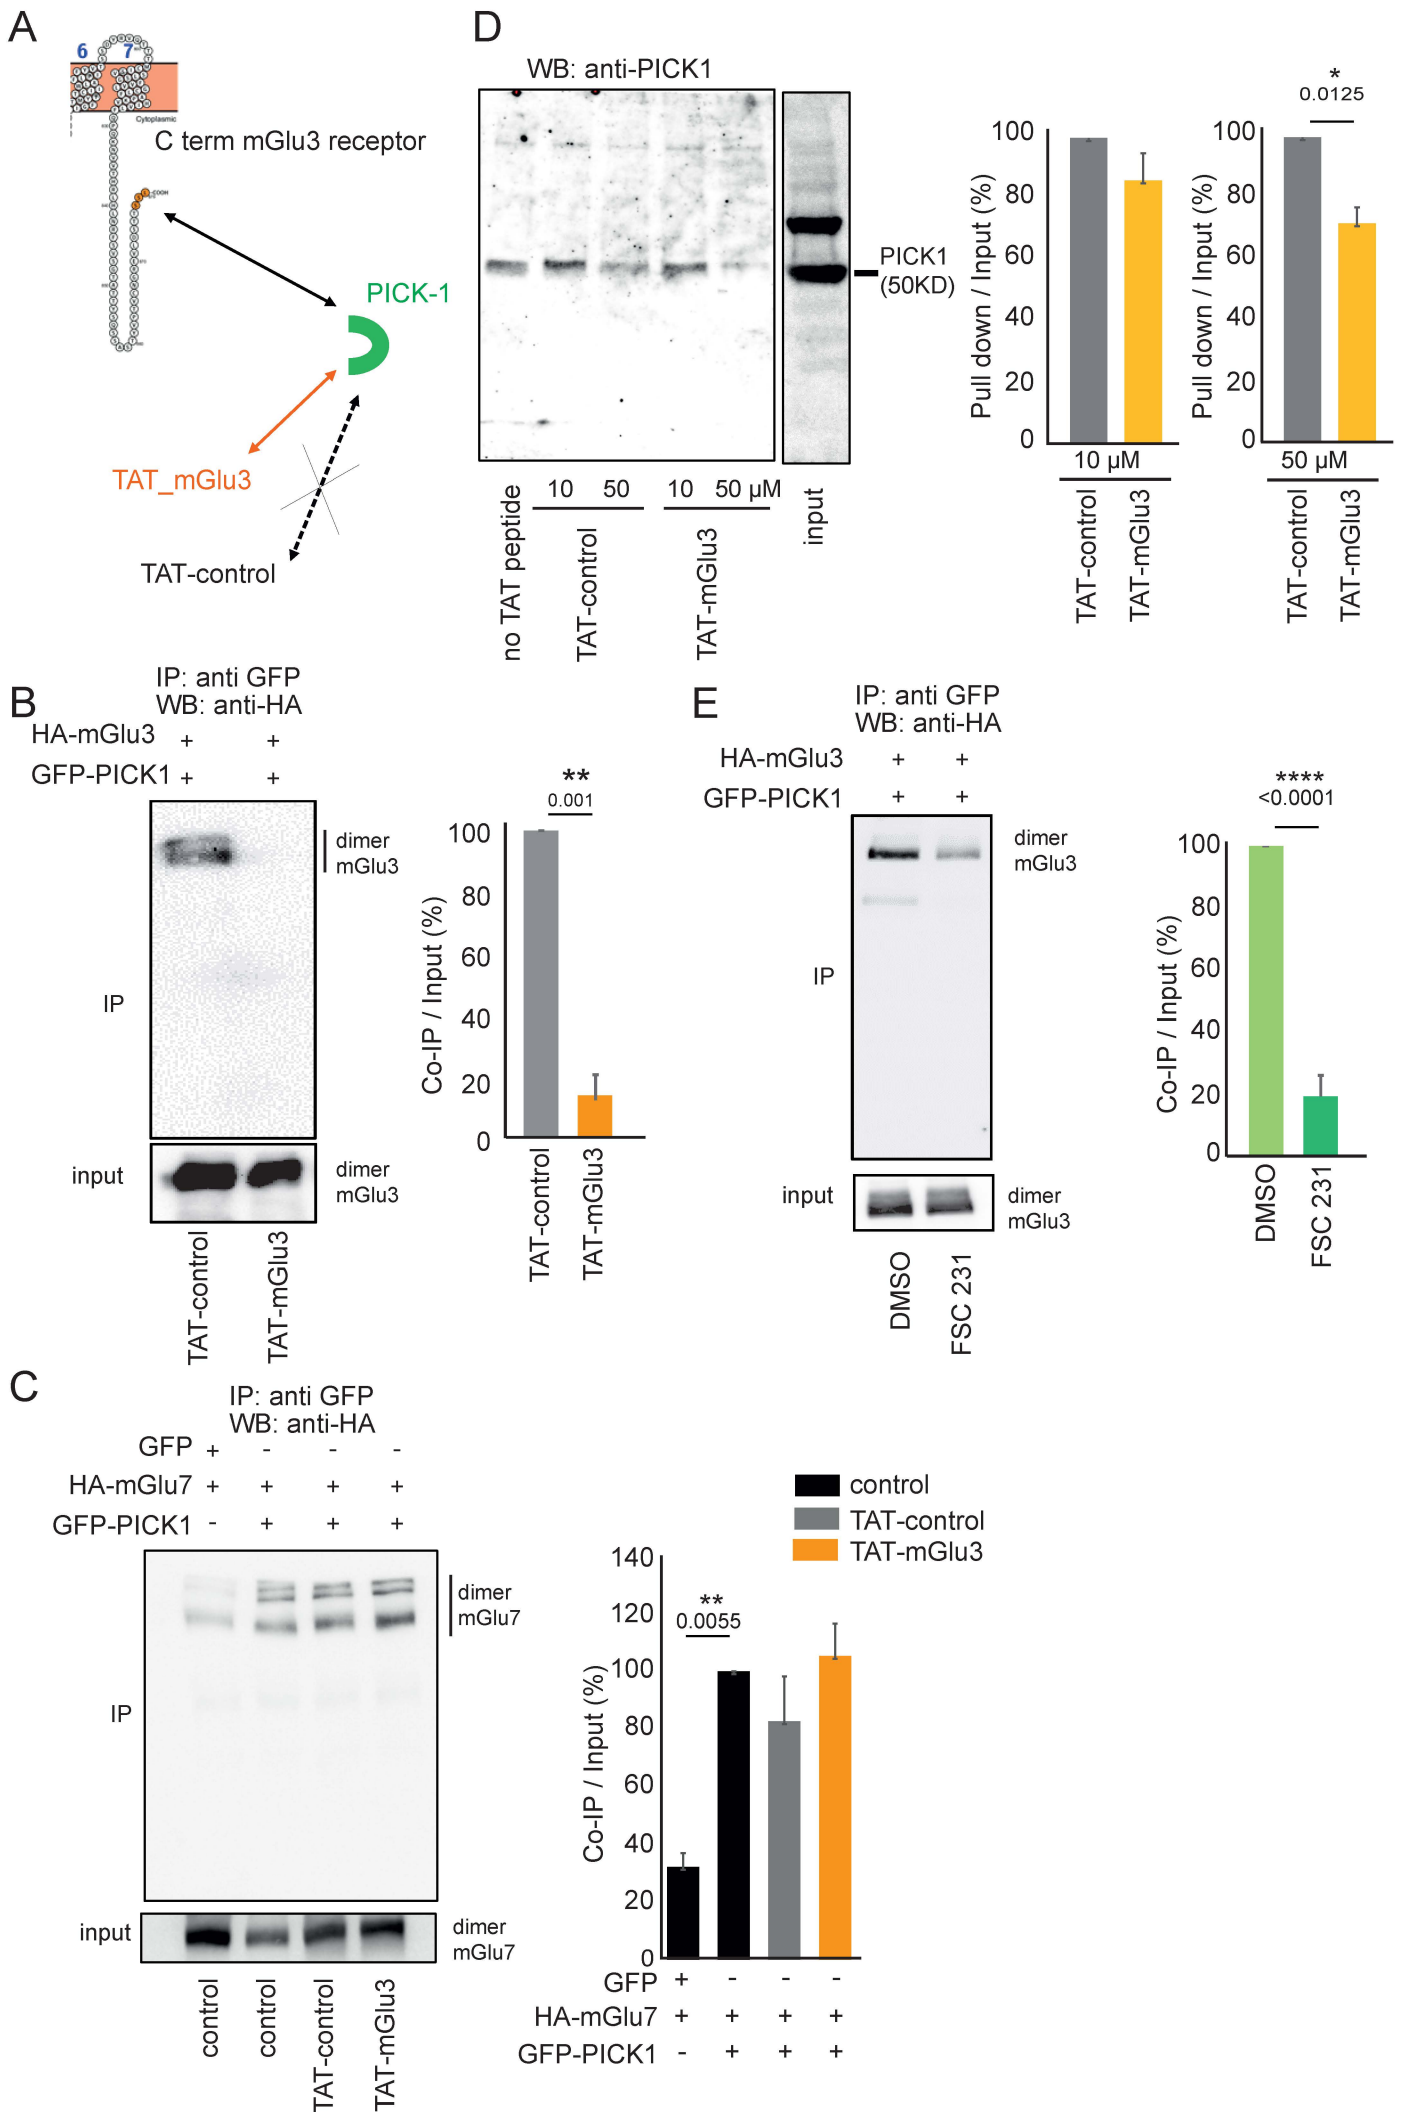 A
6 7
Cytoplasmic
C term mGlu3 receptor
COOH
PICK-1
TAT_mGlu3
TAT-control
D
WB: anti-PICK1
PICK1
(50KD)
no TAT peptide
10 50
TAT-control
10 50 µM
TAT-mGlu3
input
Pull down / Input (%)
100
80
60
40
20
0
10 µM
TAT-control
TAT-mGlu3
*
0.0125
Pull down / Input (%)
100
80
60
40
20
0
50 µM
TAT-control
TAT-mGlu3
B
IP: anti GFP
WB: anti-HA
HA-mGlu3 + +
GFP-PICK1 + +
dimer
mGlu3
IP
input
dimer
mGlu3
TAT-control
TAT-mGlu3
**
0.001
Co-IP / Input (%)
100
80
60
40
20
0
TAT-control
TAT-mGlu3
E
IP: anti GFP
WB: anti-HA
HA-mGlu3 + +
GFP-PICK1 + +
dimer
mGlu3
IP
input
dimer
mGlu3
DMSO
FSC 231
****
<0.0001
Co-IP / Input (%)
100
80
60
40
20
0
DMSO
FSC 231
C
IP: anti GFP
WB: anti-HA
GFP + - - -
HA-mGlu7 + + + +
GFP-PICK1 - + + +
dimer
mGlu7
IP
input
dimer
mGlu7
control
control
TAT-control
TAT-mGlu3
control
TAT-control
TAT-mGlu3
**
0.0055
Co-IP / Input (%)
140
120
100
80
60
40
20
0
GFP + - - -
HA-mGlu7 + + + +
GFP-PICK1 - + + +